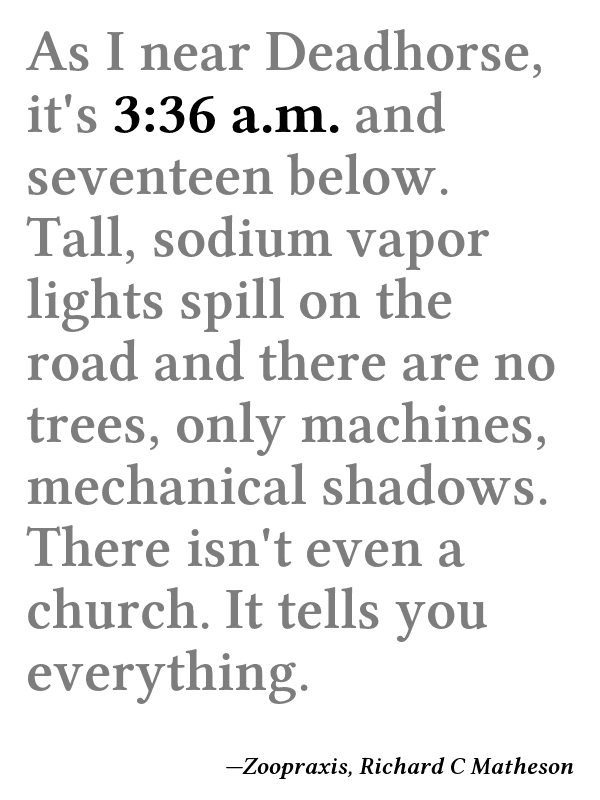 As I near Deadhorse,
it's 3:36 a.m. and
seventeen below.
Tall, sodium vapor
lights spill on the
road and there are no
trees, only machines,
mechanical shadows.
There isn't even a
church. It tells you
everything.
—Zoopraxis, Richard C Matheson